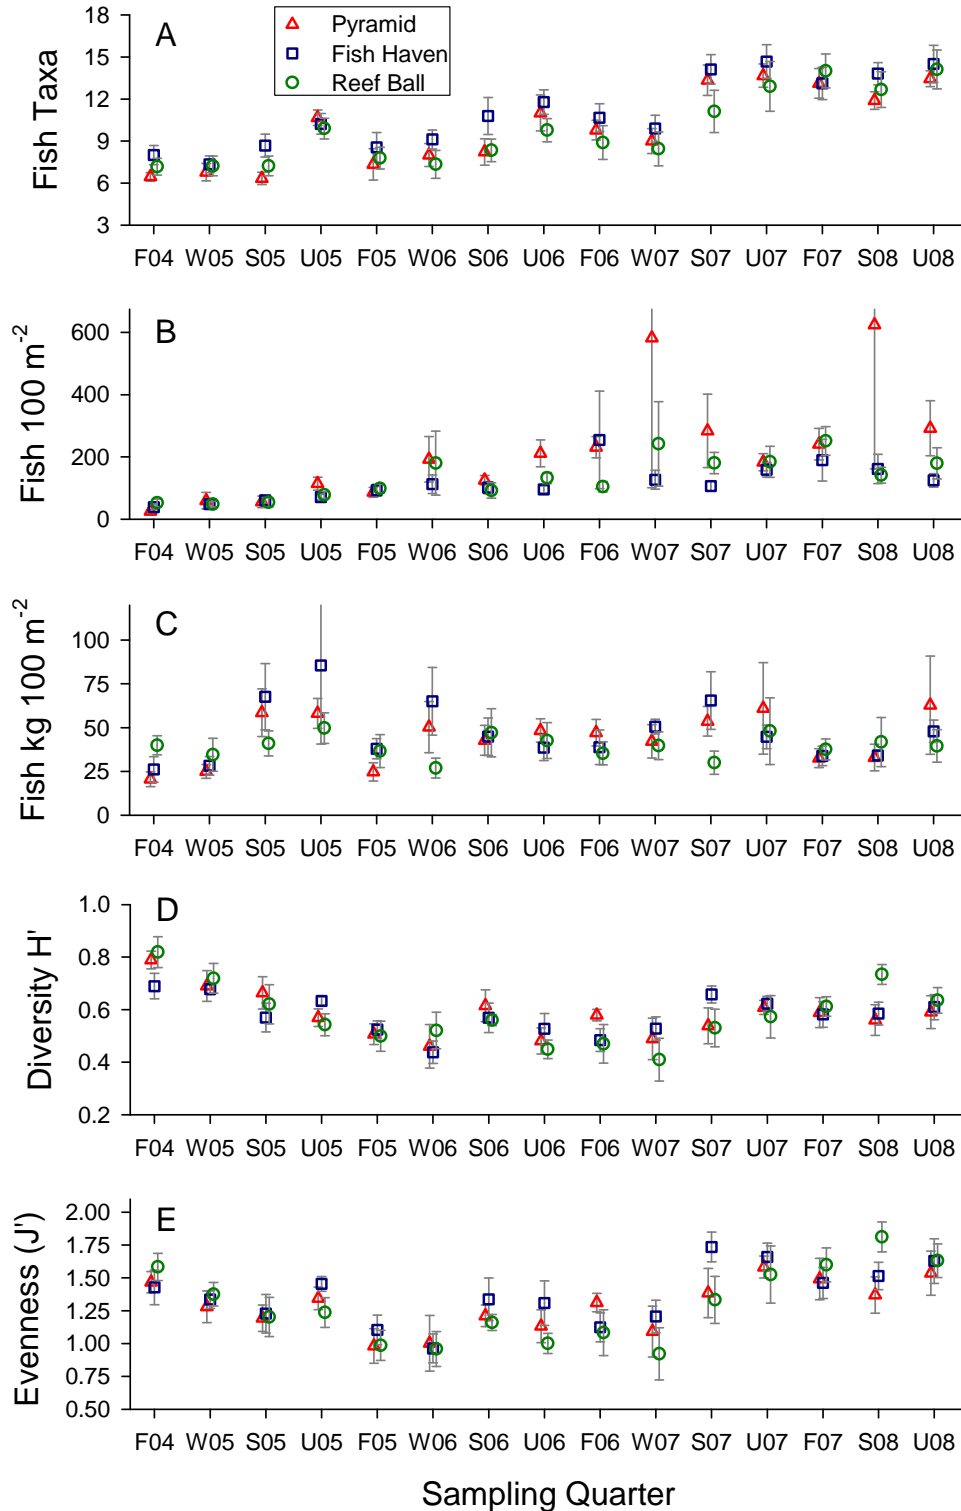 A
Pyramid
Fish Haven
Reef Ball
Fish Taxa
18
15
12
9
6
3
F04 W05 S05 U05 F05 W06 S06 U06 F06 W07 S07 U07 F07 S08 U08
B
Fish 100 m⁻²
600
400
200
0
F04 W05 S05 U05 F05 W06 S06 U06 F06 W07 S07 U07 F07 S08 U08
C
Fish kg 100 m⁻²
100
75
50
25
0
F04 W05 S05 U05 F05 W06 S06 U06 F06 W07 S07 U07 F07 S08 U08
D
Diversity H'
1.0
0.8
0.6
0.4
0.2
F04 W05 S05 U05 F05 W06 S06 U06 F06 W07 S07 U07 F07 S08 U08
E
Evenness (J')
2.00
1.75
1.50
1.25
1.00
0.75
0.50
F04 W05 S05 U05 F05 W06 S06 U06 F06 W07 S07 U07 F07 S08 U08
Sampling Quarter